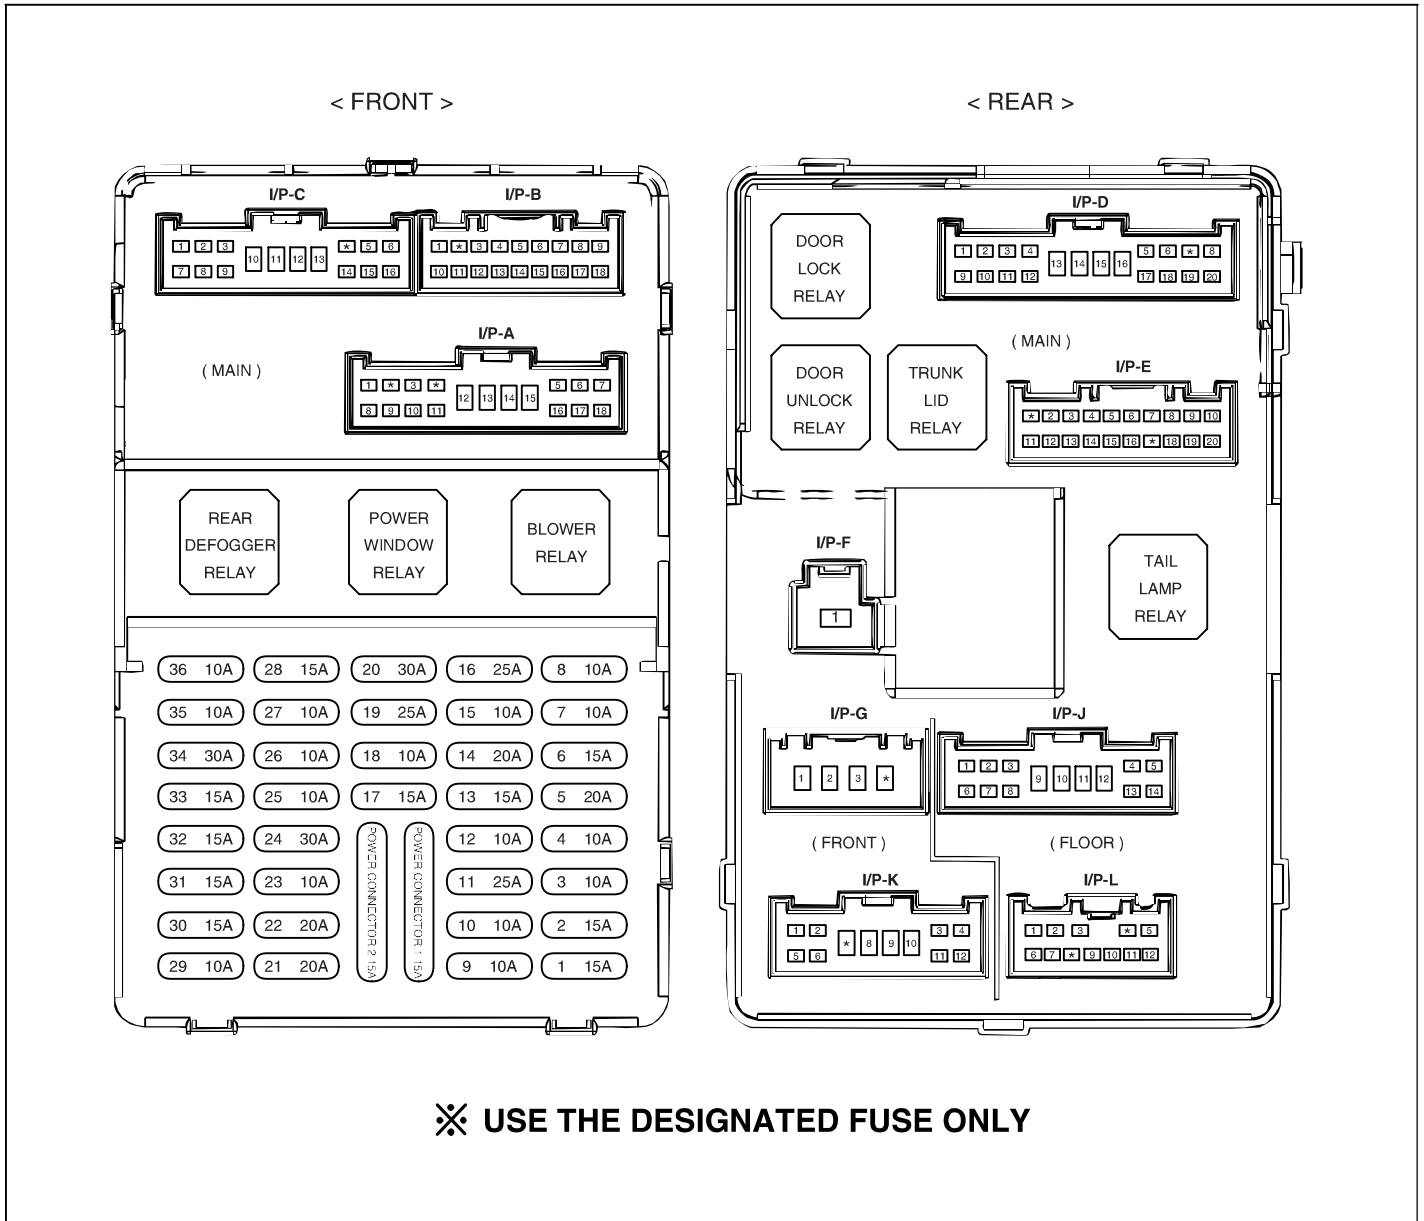 < FRONT >
I/P-C
I/P-B
1 2 3 10 11 12 13 * 5 6
7 8 9 14 15 16
1 * 3 4 5 6 7 8 9
10 11 12 13 14 15 16 17 18
I/P-A
( MAIN )
1 * 3 * 12 13 14 15 5 6 7
8 9 10 11 16 17 18
REAR
DEFOGGER
RELAY
POWER
WINDOW
RELAY
BLOWER
RELAY
36 10A 28 15A 20 30A 16 25A 8 10A
35 10A 27 10A 19 25A 15 10A 7 10A
34 30A 26 10A 18 10A 14 20A 6 15A
33 15A 25 10A 17 15A 13 15A 5 20A
32 15A 24 30A 12 10A 4 10A
31 15A 23 10A 11 25A 3 10A
30 15A 22 20A 10 10A 2 15A
29 10A 21 20A 9 10A 1 15A
POWER CONNECTOR 2 15A
POWER CONNECTOR 1 15A
< REAR >
DOOR
LOCK
RELAY
I/P-D
1 2 3 4 13 14 15 16 5 6 * 8
9 10 11 12 17 18 19 20
( MAIN )
DOOR
UNLOCK
RELAY
TRUNK
LID
RELAY
I/P-E
* 2 3 4 5 6 7 8 9 10
11 12 13 14 15 16 * 18 19 20
I/P-F
1
TAIL
LAMP
RELAY
I/P-G
1 2 3 *
( FRONT )
I/P-J
1 2 3 9 10 11 12 4 5
6 7 8 13 14
( FLOOR )
I/P-K
1 2 * 8 9 10 3 4
5 6 11 12
I/P-L
1 2 3 * 5
6 7 * 9 10 11 12
※ USE THE DESIGNATED FUSE ONLY